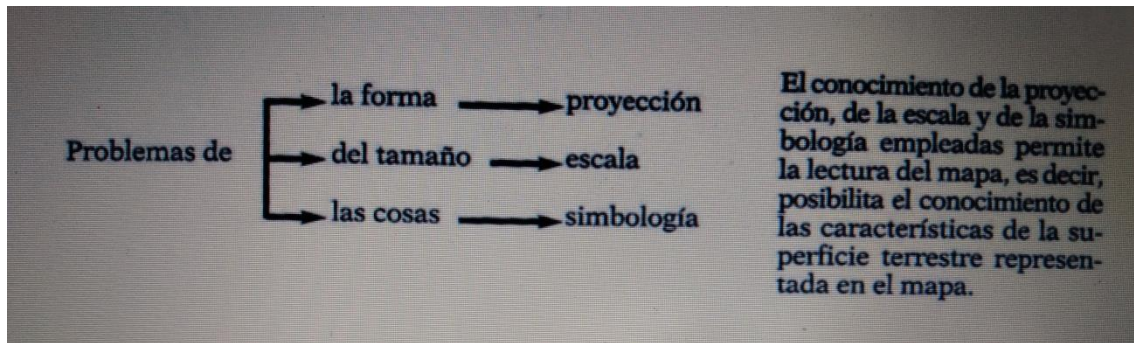 Problemas de
la forma proyección
del tamaño escala
las cosas simbología
El conocimiento de la proyec-
ción, de la escala y de la sim-
bología empleadas permite
la lectura del mapa, es decir,
posibilita el conocimiento de
las características de la su-
perficie terrestre represen-
tada en el mapa.